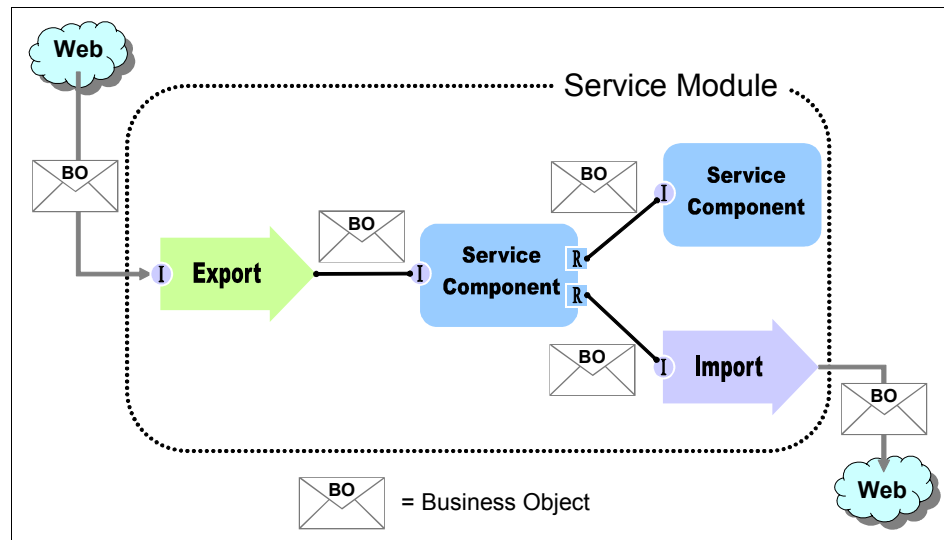 Web
Service Module
BO
BO
Service
Component
BO
I
I
Export
I
Service
Component
R
R
BO
I
Import
BO
Web
BO
= Business Object